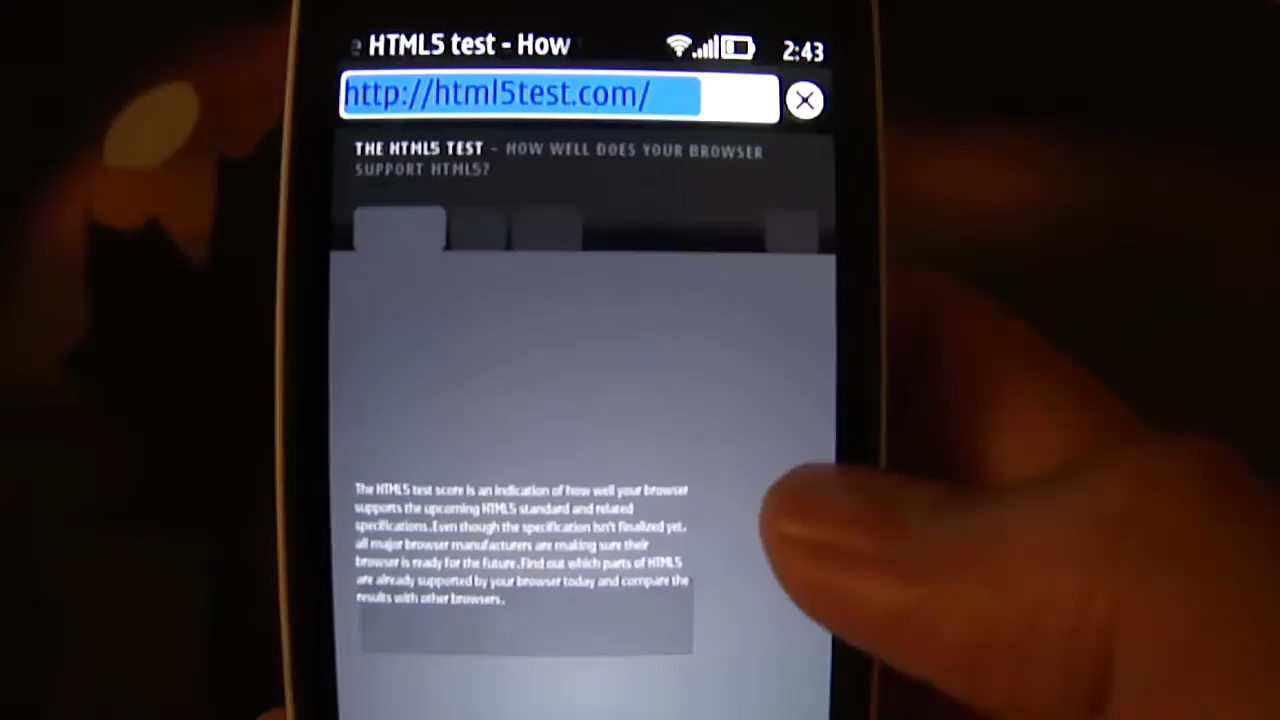 HTML5 test - How
2:43
http://html5test.com/
THE HTML5 TEST - HOW WELL DOES YOUR BROWSER
SUPPORT HTML5?
The HTML5 test score is an indication of how well your browser
supports the upcoming HTML5 standard and related
specifications. Even though the specification isn't finalized yet,
all major browser manufacturers are making sure their
browser is ready for the future. Find out which parts of HTML5
are already supported by your browser today and compare the
results with other browsers.